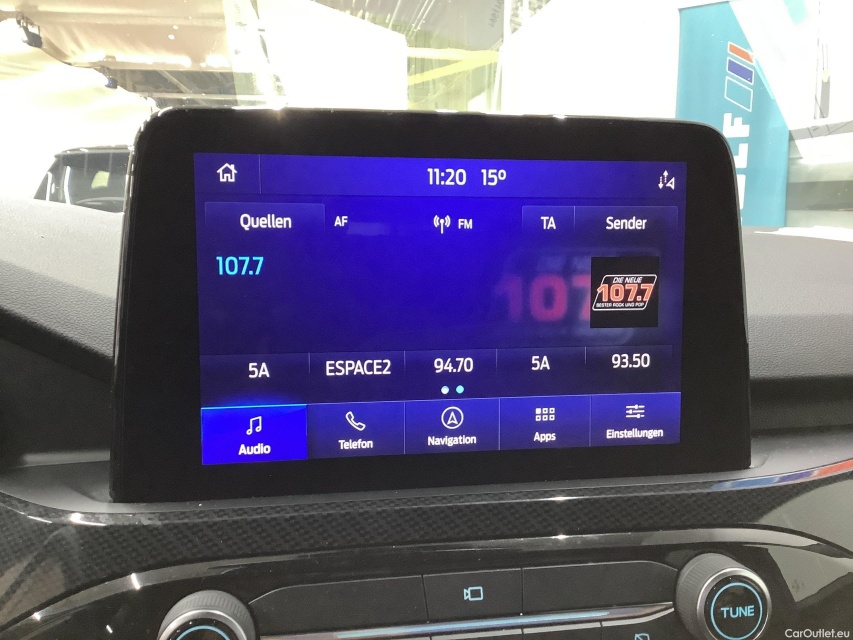 11:20 15°
Quellen AF FM TA Sender
107.7
107
DIE NEUE
107.7
BESTER ROCK UND POP
5A ESPACE2 94.70 5A 93.50
Audio Telefon Navigation Apps Einstellungen
TUNE
CarOutlet.eu